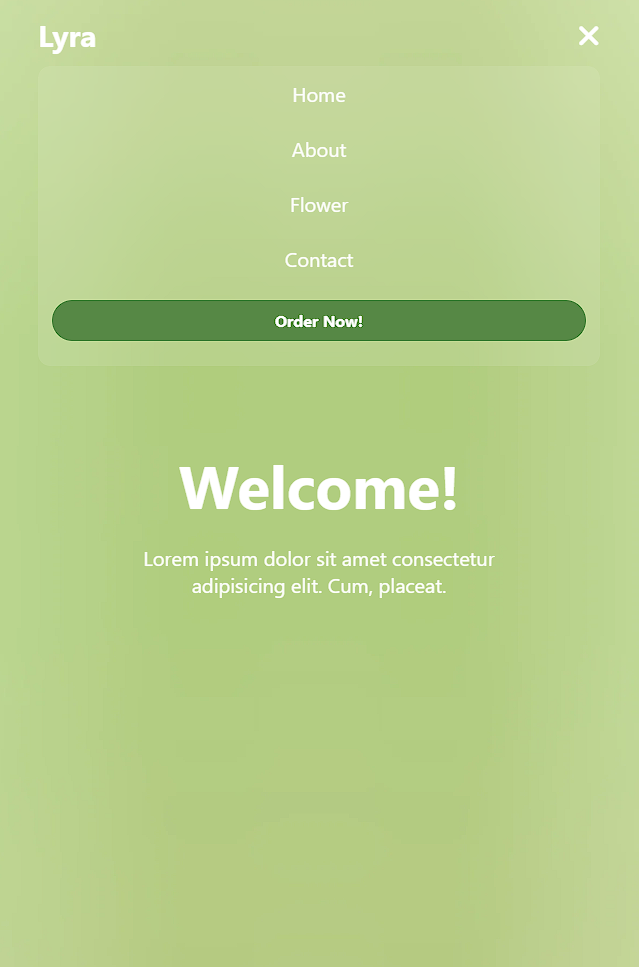 Lyra
Home
About
Flower
Contact
Order Now!
Welcome!
Lorem ipsum dolor sit amet consectetur
adipisicing elit. Cum, placeat.